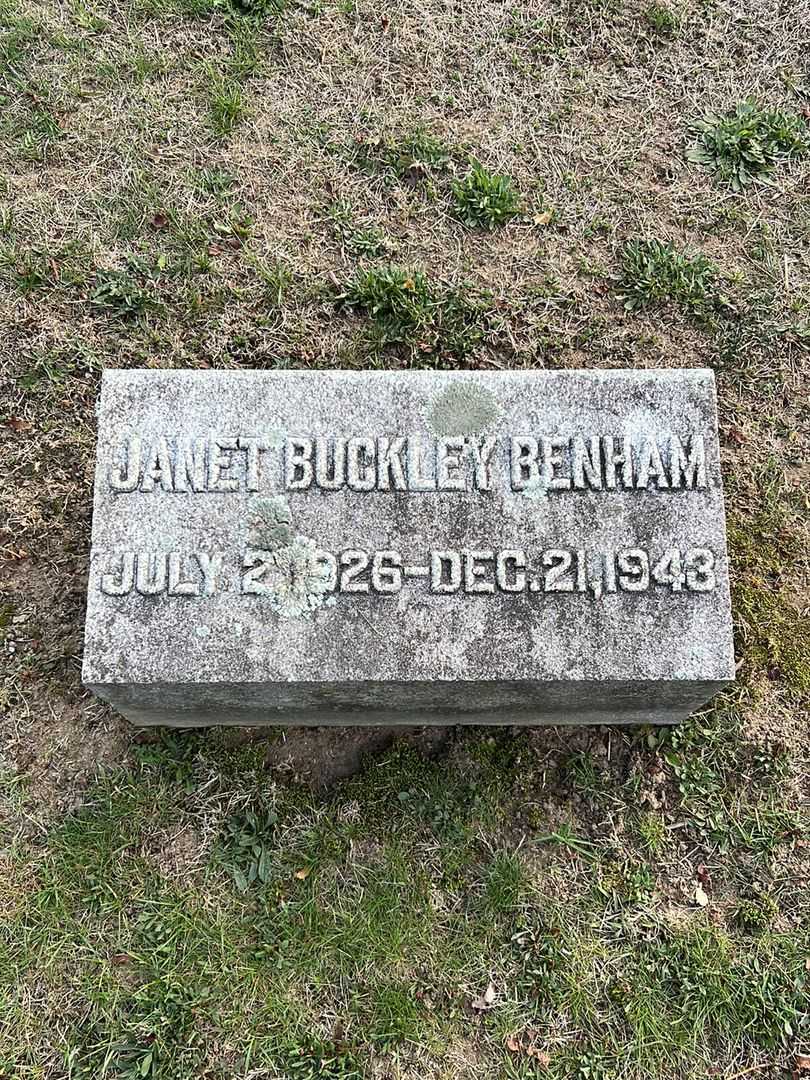 JANET BUCKLEY BENHAM
JULY 2 926-DEC.21,1943